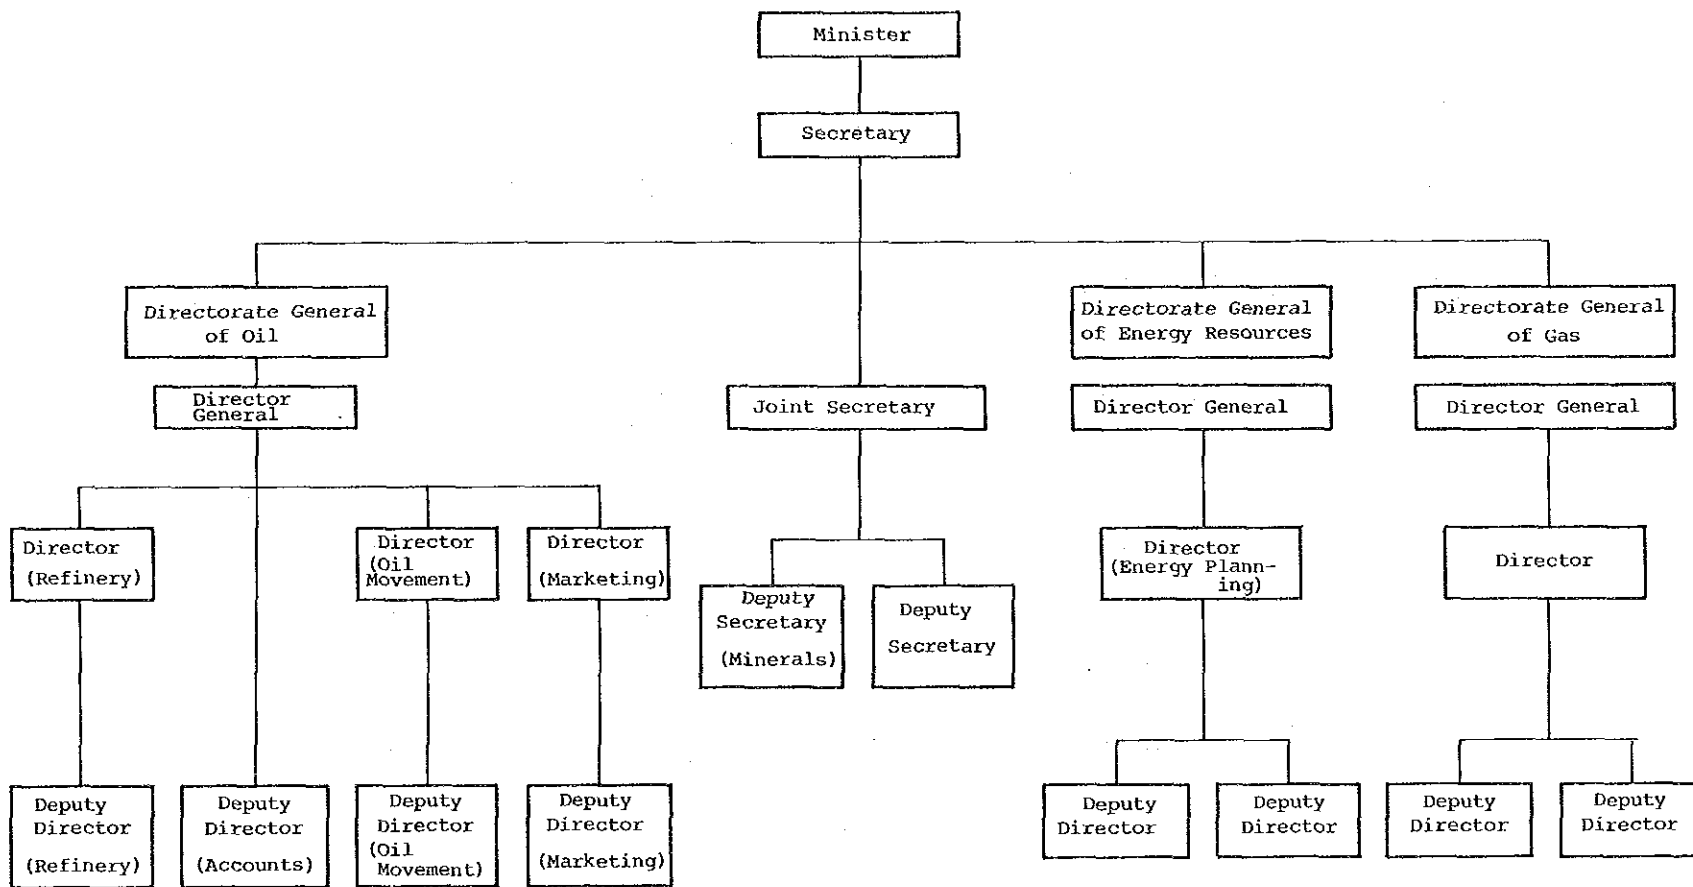 Minister
Secretary
Directorate General
of Oil
Directorate General
of Energy Resources
Directorate General
of Gas
Director
General
Joint Secretary
Director General
Director General
Director
(Refinery)
Director
(Oil
Movement)
Director
(Marketing)
Deputy
Secretary
(Minerals)
Deputy
Secretary
Director
(Energy Plann-
ing)
Director
Deputy
Director
(Refinery)
Deputy
Director
(Accounts)
Deputy
Director
(Oil
Movement)
Deputy
Director
(Marketing)
Deputy
Director
Deputy
Director
Deputy
Director
Deputy
Director